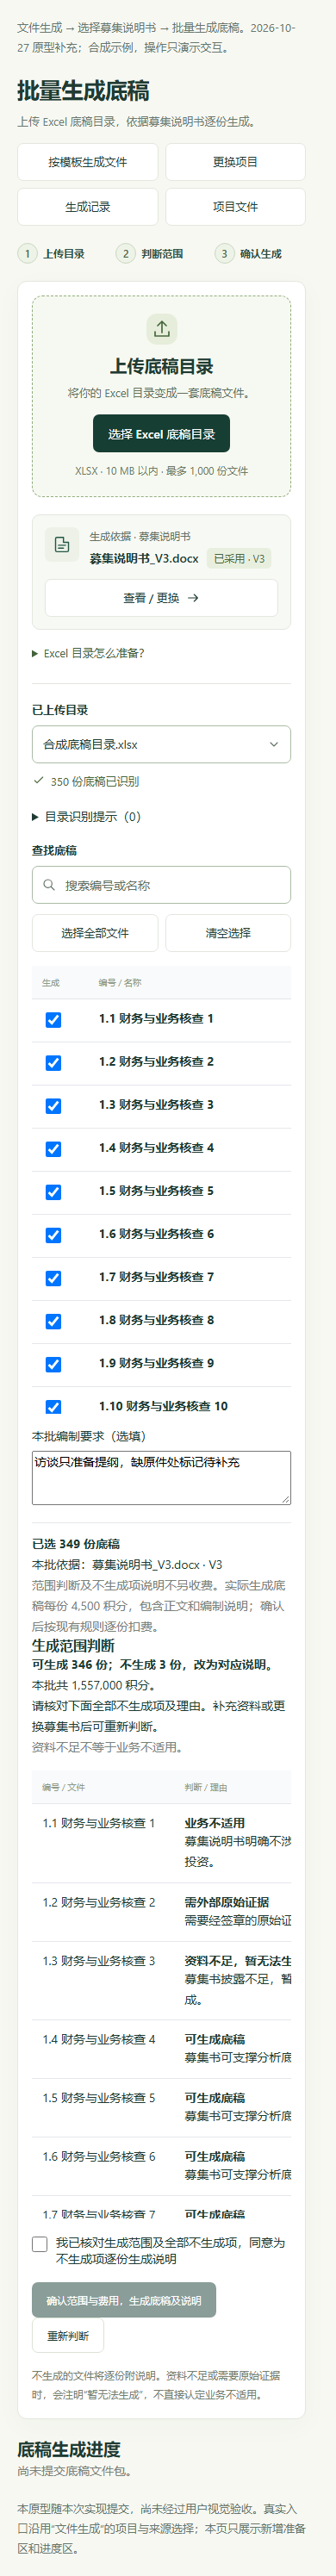 文件生成 → 选择募集说明书 → 批量生成底稿。2026-10-
27 原型补充；合成示例，操作只演示交互。
批量生成底稿
上传 Excel 底稿目录，依据募集说明书逐份生成。
按模板生成文件
更换项目
生成记录
项目文件
1 上传目录
2 判断范围
3 确认生成
上传底稿目录
将你的 Excel 目录变成一套底稿文件。
选择 Excel 底稿目录
XLSX · 10 MB 以内 · 最多 1,000 份文件
生成依据 · 募集说明书
募集说明书_V3.docx 已采用 · V3
查看 / 更换 →
Excel 目录怎么准备？
已上传目录
合成底稿目录.xlsx
350 份底稿已识别
目录识别提示（0）
查找底稿
搜索编号或名称
选择全部文件
清空选择
生成 编号 / 名称
1.1 财务与业务核查 1
1.2 财务与业务核查 2
1.3 财务与业务核查 3
1.4 财务与业务核查 4
1.5 财务与业务核查 5
1.6 财务与业务核查 6
1.7 财务与业务核查 7
1.8 财务与业务核查 8
1.9 财务与业务核查 9
1.10 财务与业务核查 10
本批编制要求（选填）
访谈只准备提纲，缺原件处标记待补充
已选 349 份底稿
本批依据：募集说明书_V3.docx · V3
范围判断及不生成项说明不另收费。实际生成底
稿每份 4,500 积分，包含正文和编制说明；确认
后按现有规则逐份扣费。
生成范围判断
可生成 346 份；不生成 3 份，改为对应说明。
本批共 1,557,000 积分。
请核对下面全部不生成项及理由。补充资料或更
换募集书后可重新判断。
资料不足不等于业务不适用。
编号 / 文件 判断 / 理由
1.1 财务与业务核查 1 业务不适用
募集说明书明确不涉
投资。
1.2 财务与业务核查 2 需外部原始证据
需要经签章的原始证
1.3 财务与业务核查 3 资料不足，暂无法生
募集书披露不足，暂
成。
1.4 财务与业务核查 4 可生成底稿
募集书可支撑分析底
1.5 财务与业务核查 5 可生成底稿
募集书可支撑分析底
1.6 财务与业务核查 6 可生成底稿
募集书可支撑分析底
1.7 财务与业务核查 7 可生成底稿
我已核对生成范围及全部不生成项，同意为
不生成项逐份生成说明
确认范围与费用，生成底稿及说明
重新判断
不生成的文件将逐份附说明。资料不足或需要原始证据
时，会注明“暂无法生成”，不直接认定业务不适用。
底稿生成进度
尚未提交底稿文件包。
本原型随本次实现提交，尚未经过用户视觉验收。真实入
口沿用“文件生成”的项目与来源选择；本页只展示新增准备
区和进度区。